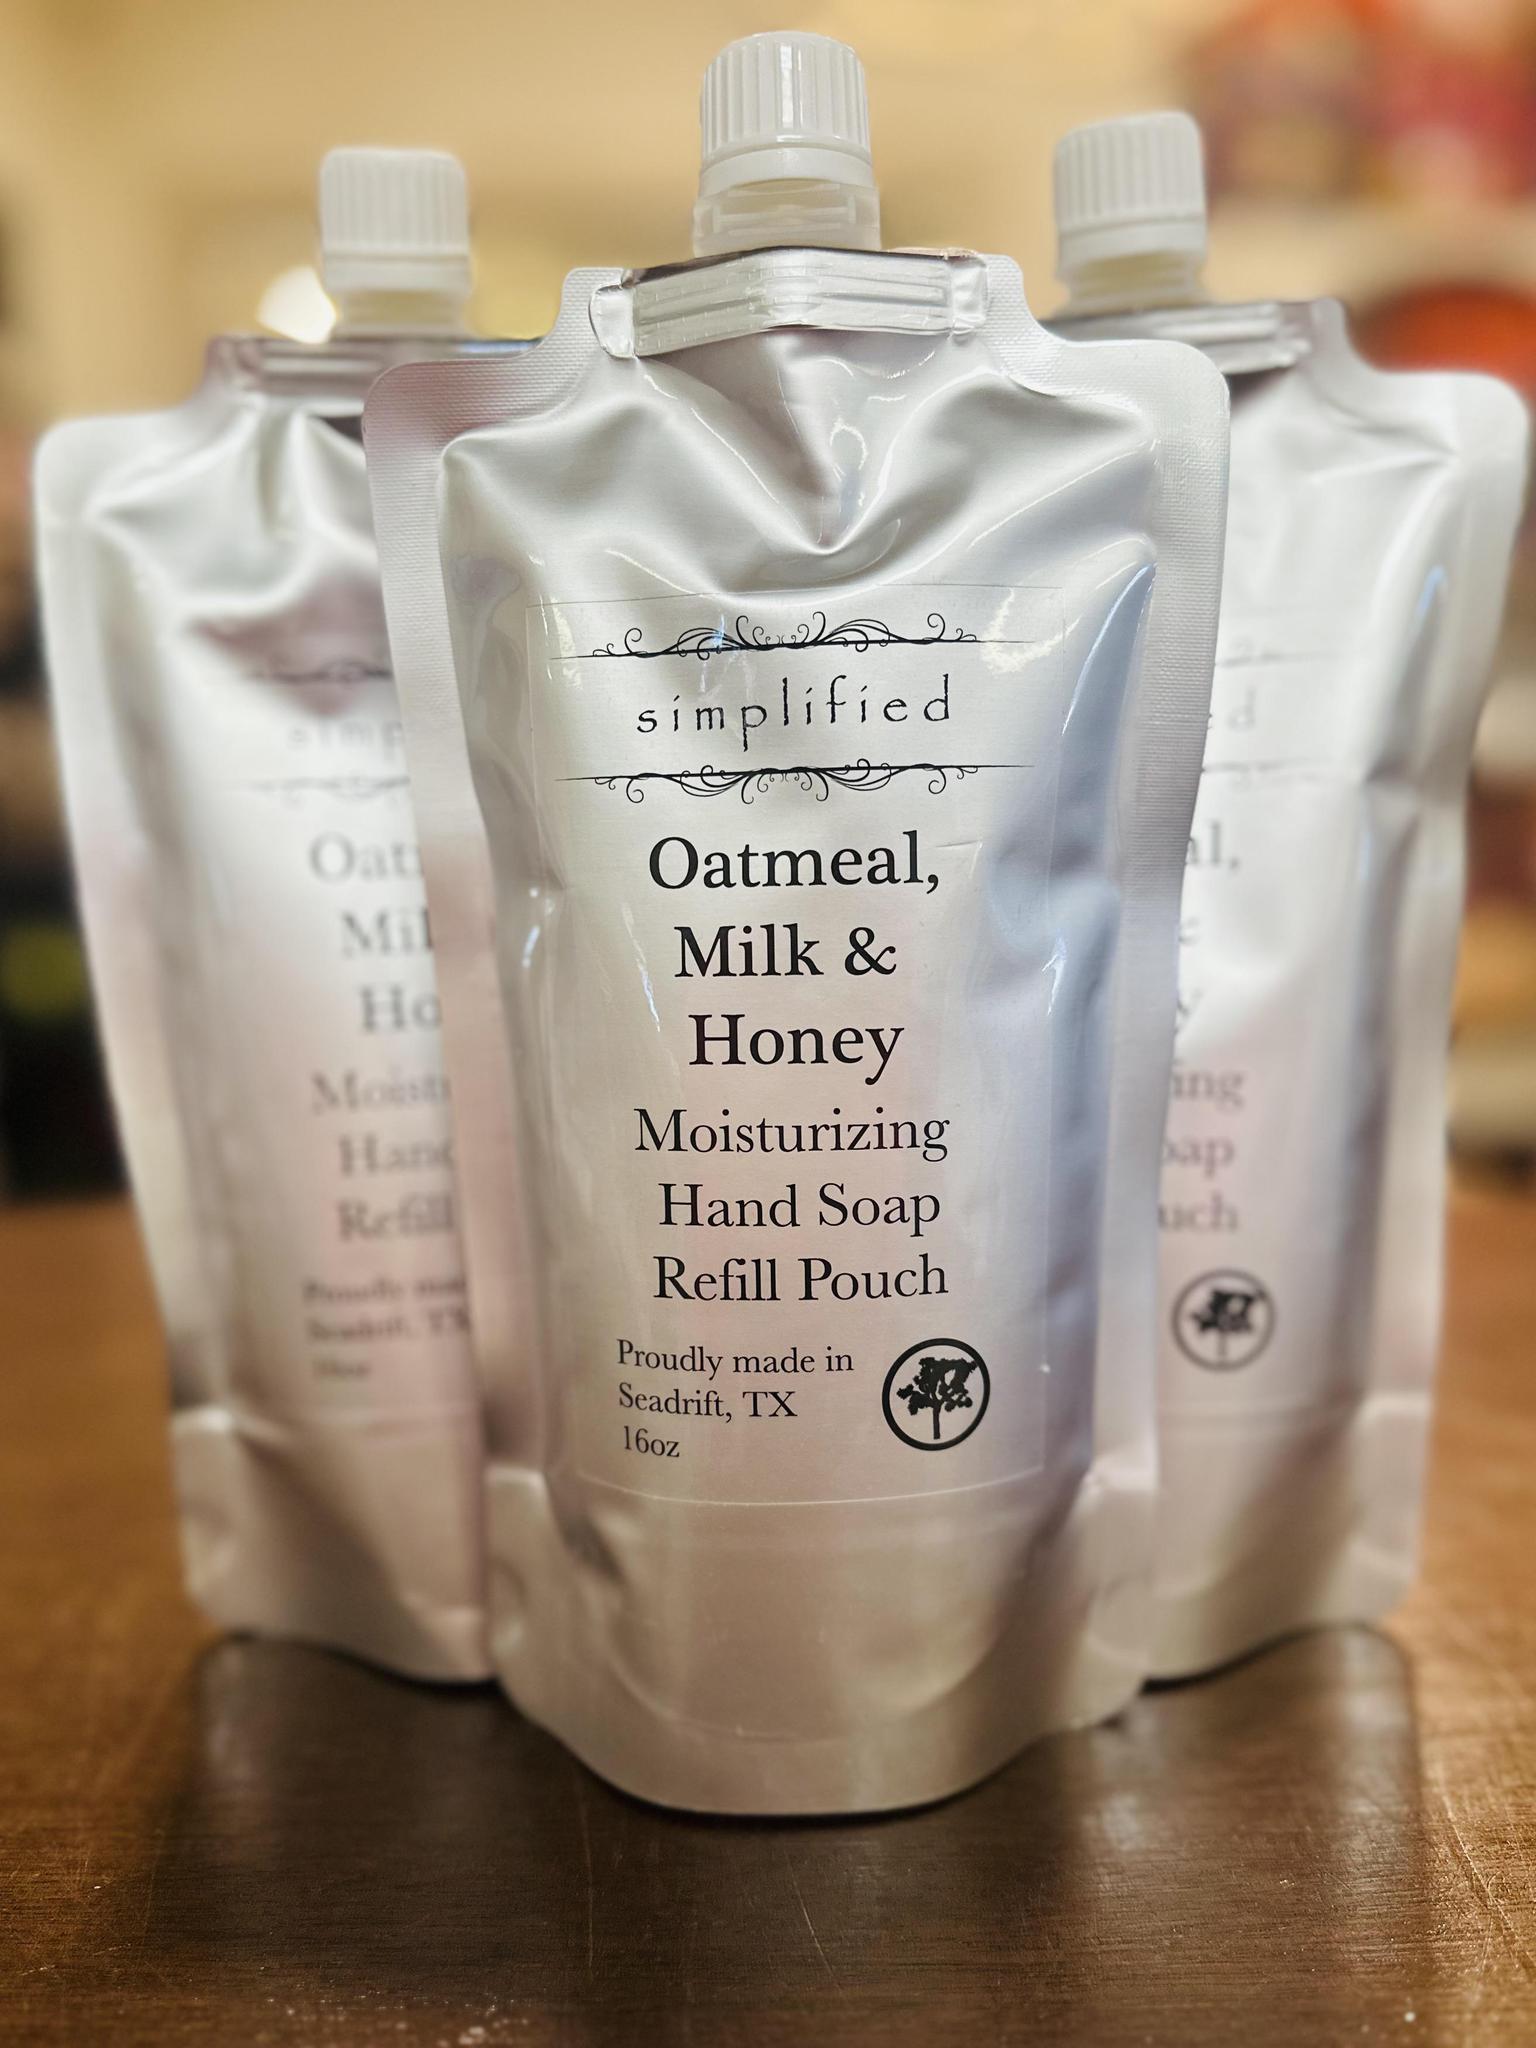 simplified
Oatmeal,
Milk &
Honey
Moisturizing
Hand Soap
Refill Pouch
Proudly made in
Seadrift, TX
16oz